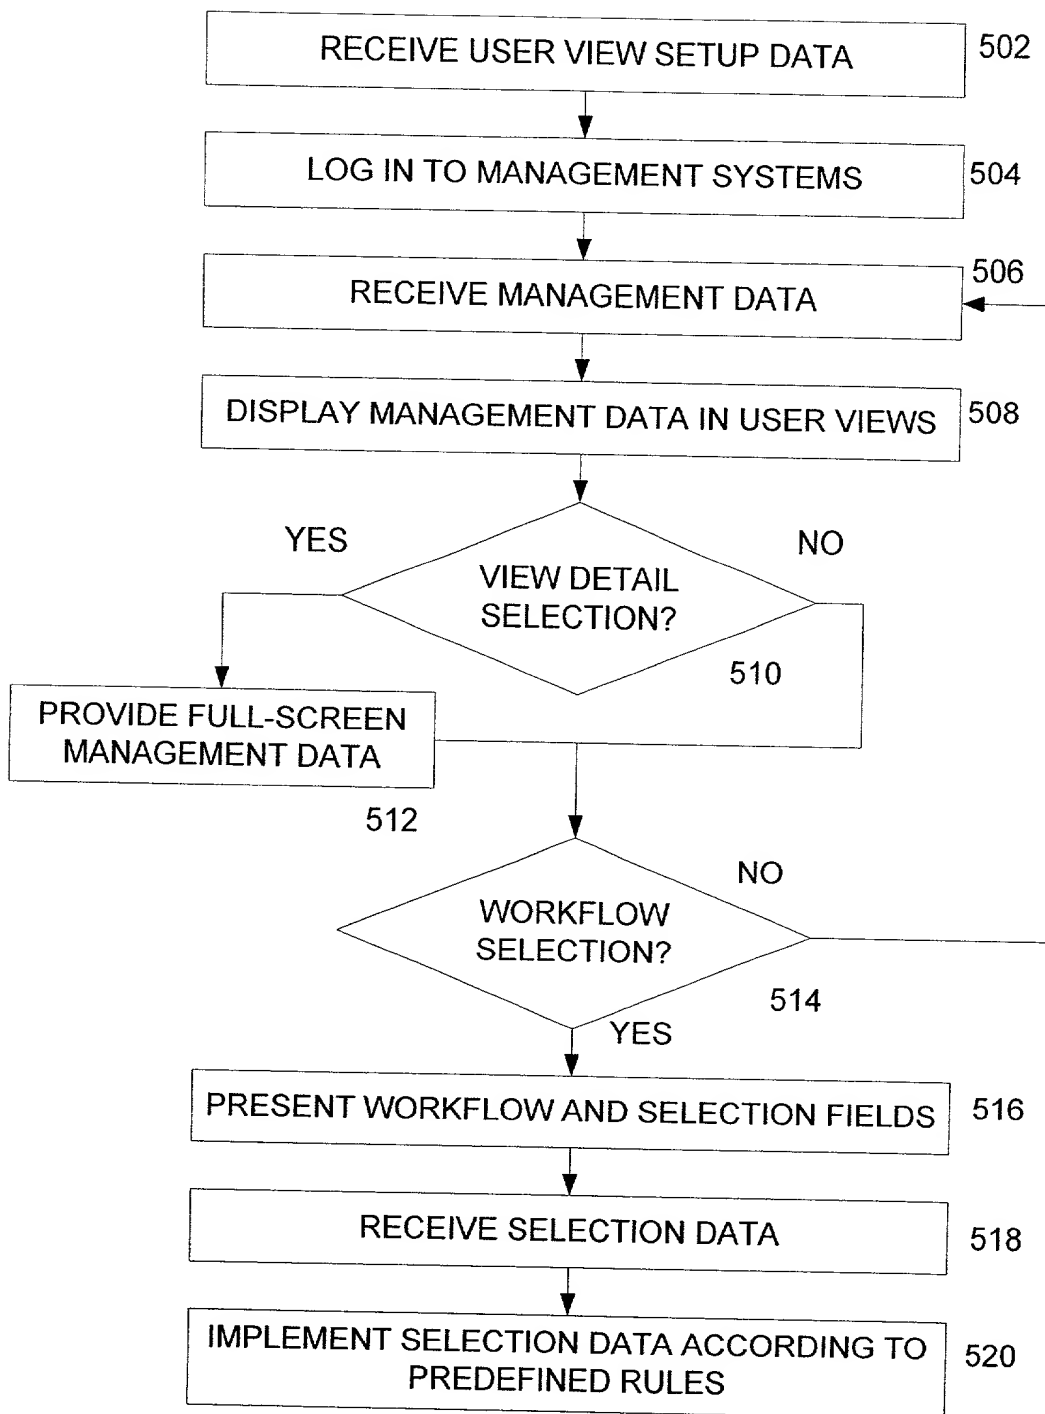 RECEIVE USER VIEW SETUP DATA
502
LOG IN TO MANAGEMENT SYSTEMS
504
506
RECEIVE MANAGEMENT DATA
DISPLAY MANAGEMENT DATA IN USER VIEWS
508
YES
NO
VIEW DETAIL
SELECTION?
510
PROVIDE FULL-SCREEN
MANAGEMENT DATA
512
NO
WORKFLOW
SELECTION?
514
YES
PRESENT WORKFLOW AND SELECTION FIELDS
516
RECEIVE SELECTION DATA
518
IMPLEMENT SELECTION DATA ACCORDING TO
PREDEFINED RULES
520